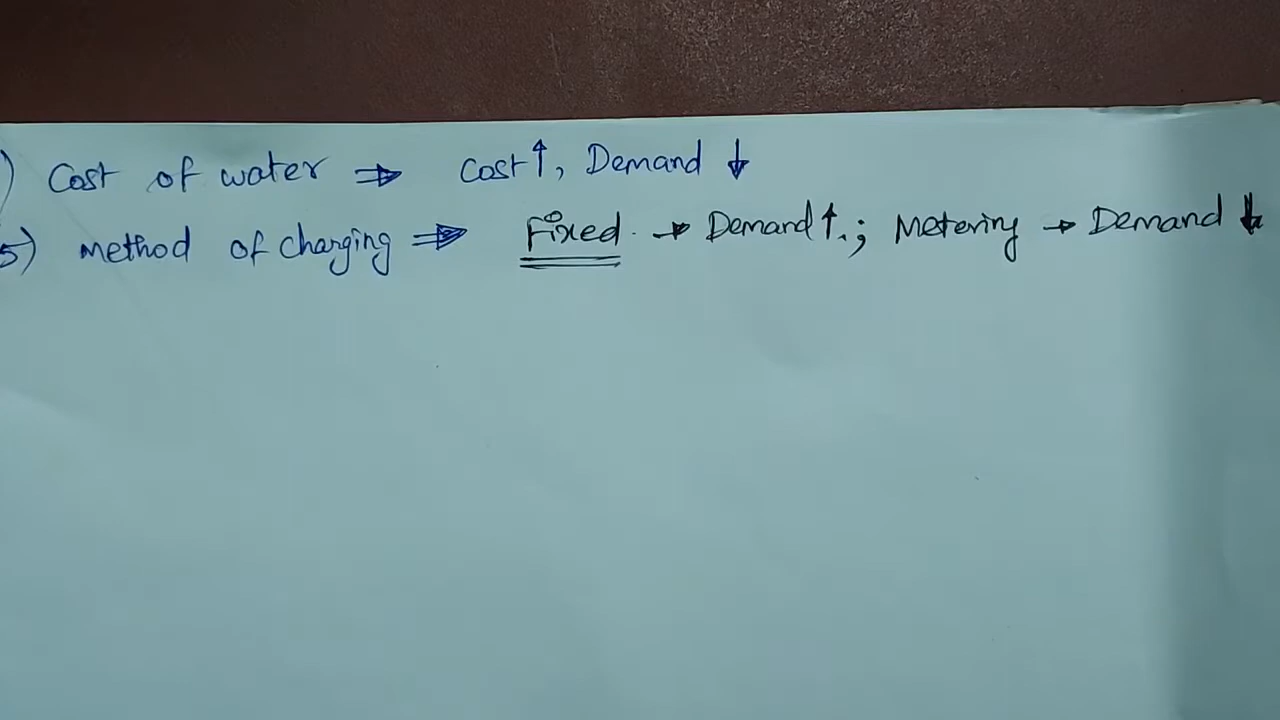 ) Cost of water ⇒ Cost↑, Demand ↓
5) method of charging ⇒ Fixed. → Demand↑.; Metering → Demand ↓